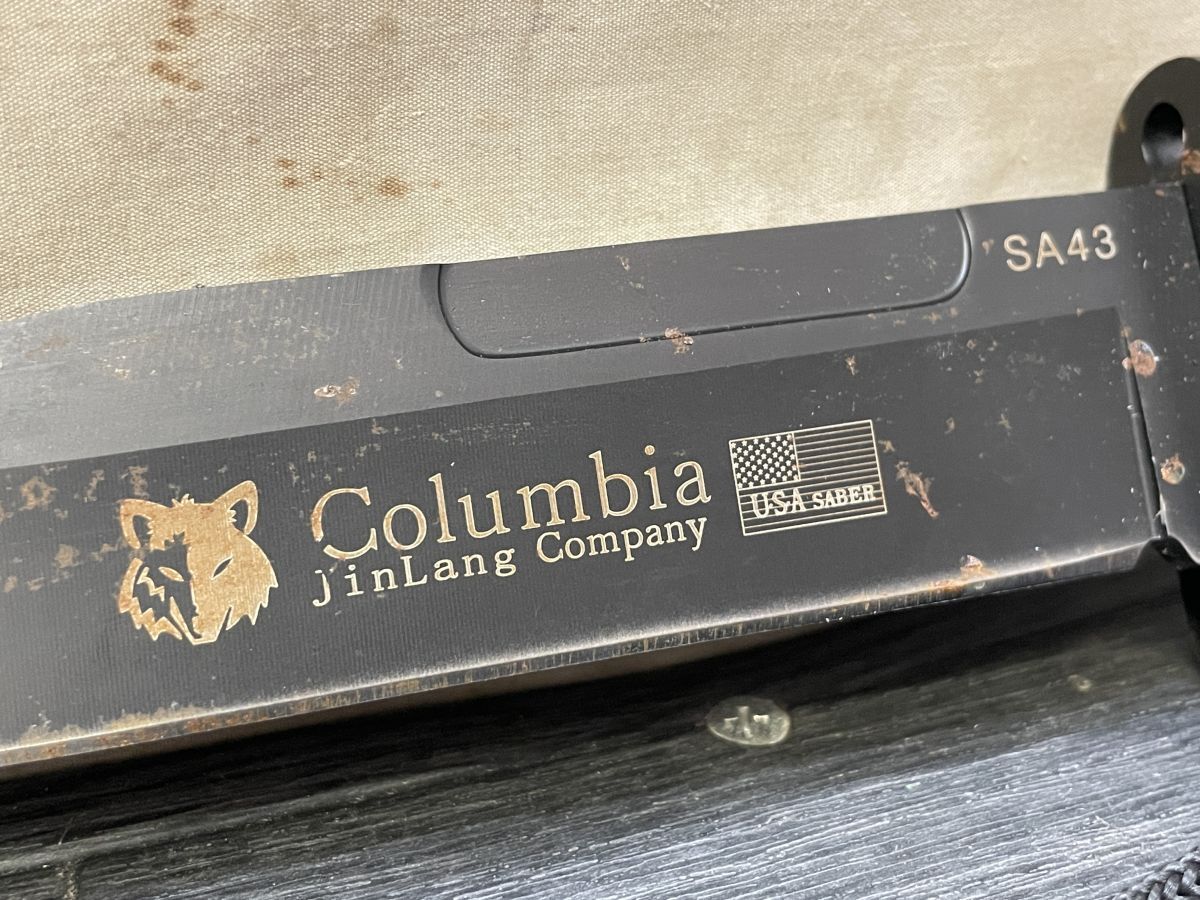 SA43
Columbia
jinLang Company
USA SABER